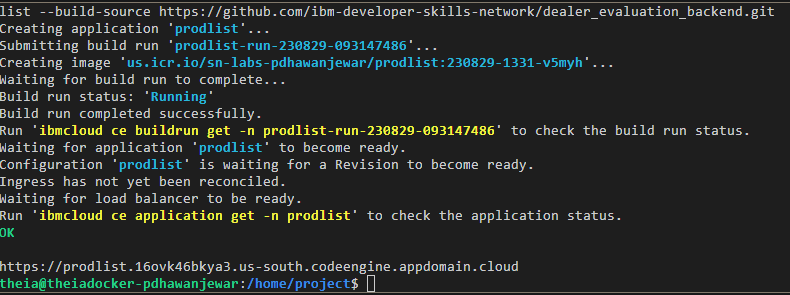 list --build-source https://github.com/ibm-developer-skills-network/dealer_evaluation_backend.git
Creating application 'prodlist'...
Submitting build run 'prodlist-run-230829-093147486'...
Creating image 'us.icr.io/sn-labs-pdhawanjewar/prodlist:230829-1331-v5myh'...
Waiting for build run to complete...
Build run status: 'Running'
Build run completed successfully.
Run 'ibmcloud ce buildrun get -n prodlist-run-230829-093147486' to check the build run status.
Waiting for application 'prodlist' to become ready.
Configuration 'prodlist' is waiting for a Revision to become ready.
Ingress has not yet been reconciled.
Waiting for load balancer to be ready.
Run 'ibmcloud ce application get -n prodlist' to check the application status.
OK
https://prodlist.16ovk46bkya3.us-south.codeengine.appdomain.cloud
theia@theiadocker-pdhawanjewar:/home/project$